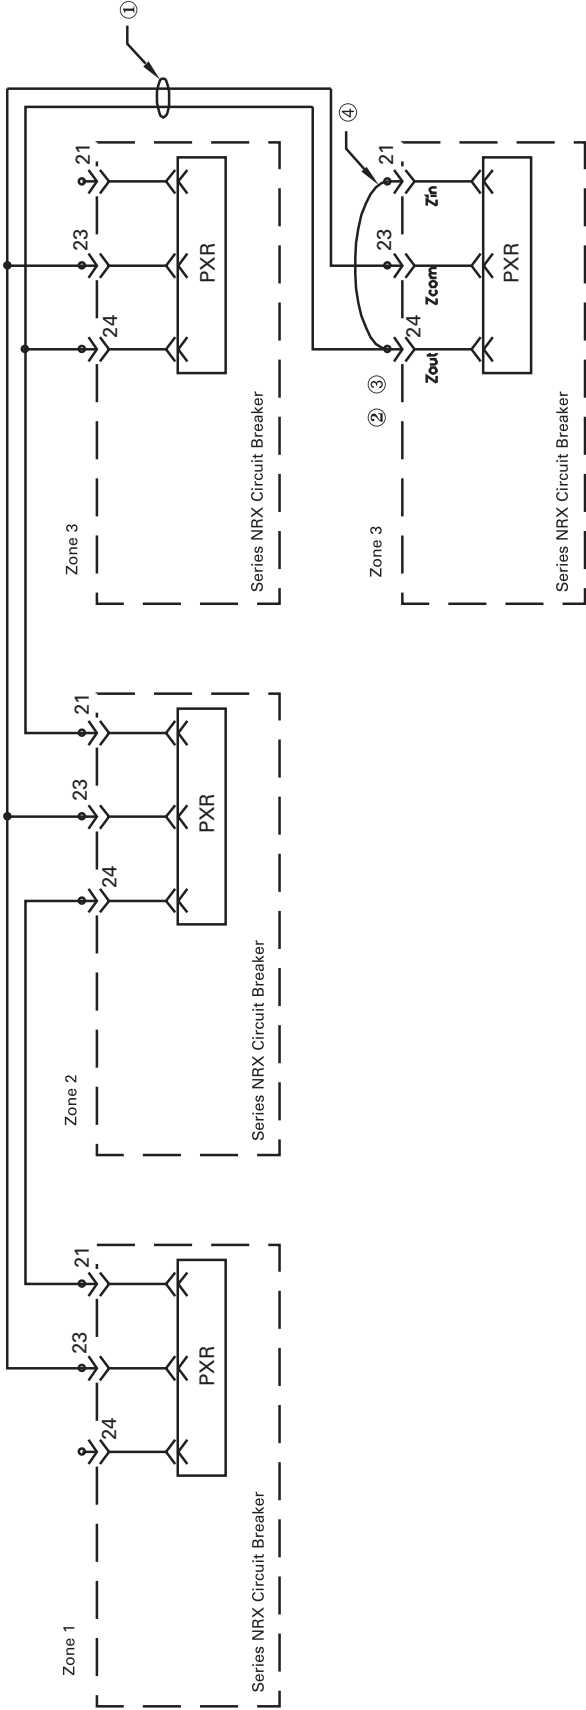 Zone 1
24
23
21
PXR
Series NRX Circuit Breaker
Zone 2
24
23
21
PXR
Series NRX Circuit Breaker
Zone 3
24
23
21
PXR
Series NRX Circuit Breaker
①
② ③
④
Zone 3
24
23
21
Zout
Zcom
Zin
PXR
Series NRX Circuit Breaker